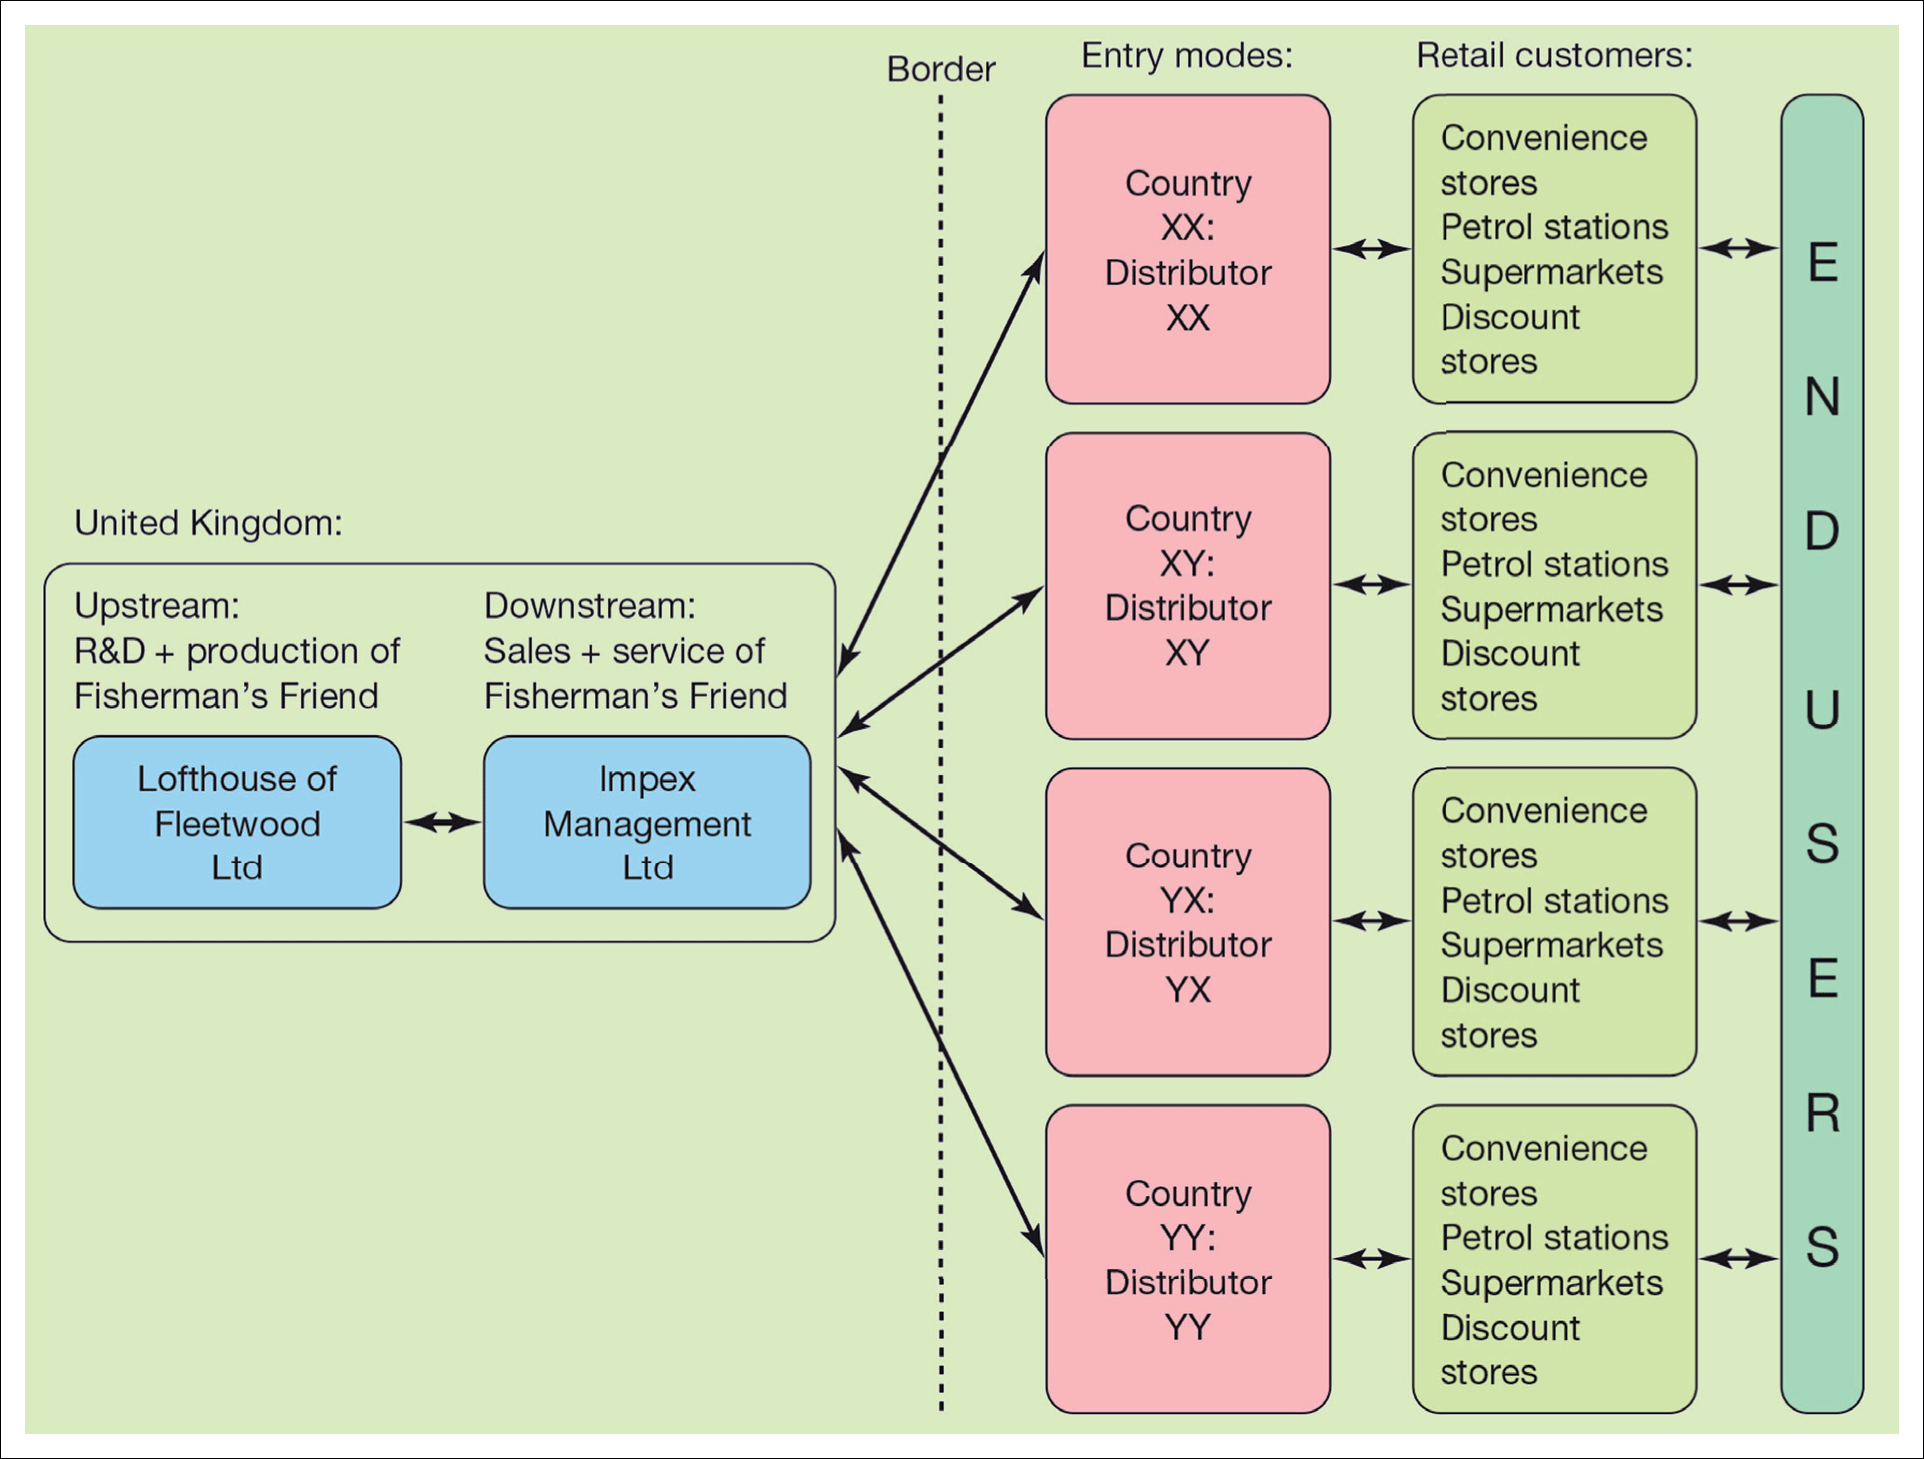 Border
Entry modes:
Retail customers:
United Kingdom:
Upstream:
R&D + production of
Fisherman's Friend
Downstream:
Sales + service of
Fisherman's Friend
Lofthouse of
Fleetwood
Ltd
Impex
Management
Ltd
Country
XX:
Distributor
XX
Convenience
stores
Petrol stations
Supermarkets
Discount
stores
Country
XY:
Distributor
XY
Convenience
stores
Petrol stations
Supermarkets
Discount
stores
Country
YX:
Distributor
YX
Convenience
stores
Petrol stations
Supermarkets
Discount
stores
Country
YY:
Distributor
YY
Convenience
stores
Petrol stations
Supermarkets
Discount
stores
END USERS